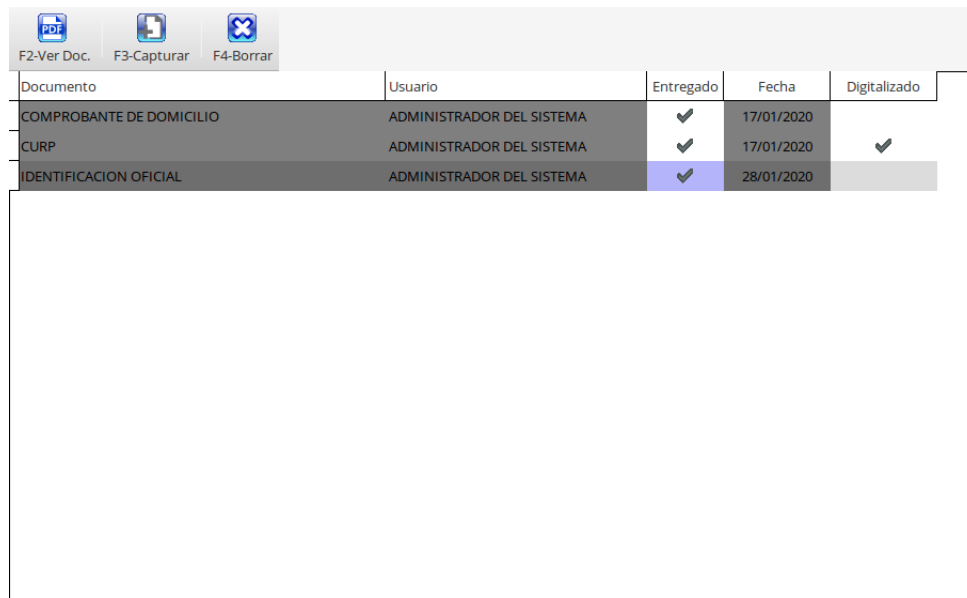 PDF
F2-Ver Doc. F3-Capturar F4-Borrar
Documento Usuario Entregado Fecha Digitalizado
COMPROBANTE DE DOMICILIO ADMINISTRADOR DEL SISTEMA 17/01/2020
CURP ADMINISTRADOR DEL SISTEMA 17/01/2020
IDENTIFICACION OFICIAL ADMINISTRADOR DEL SISTEMA 28/01/2020